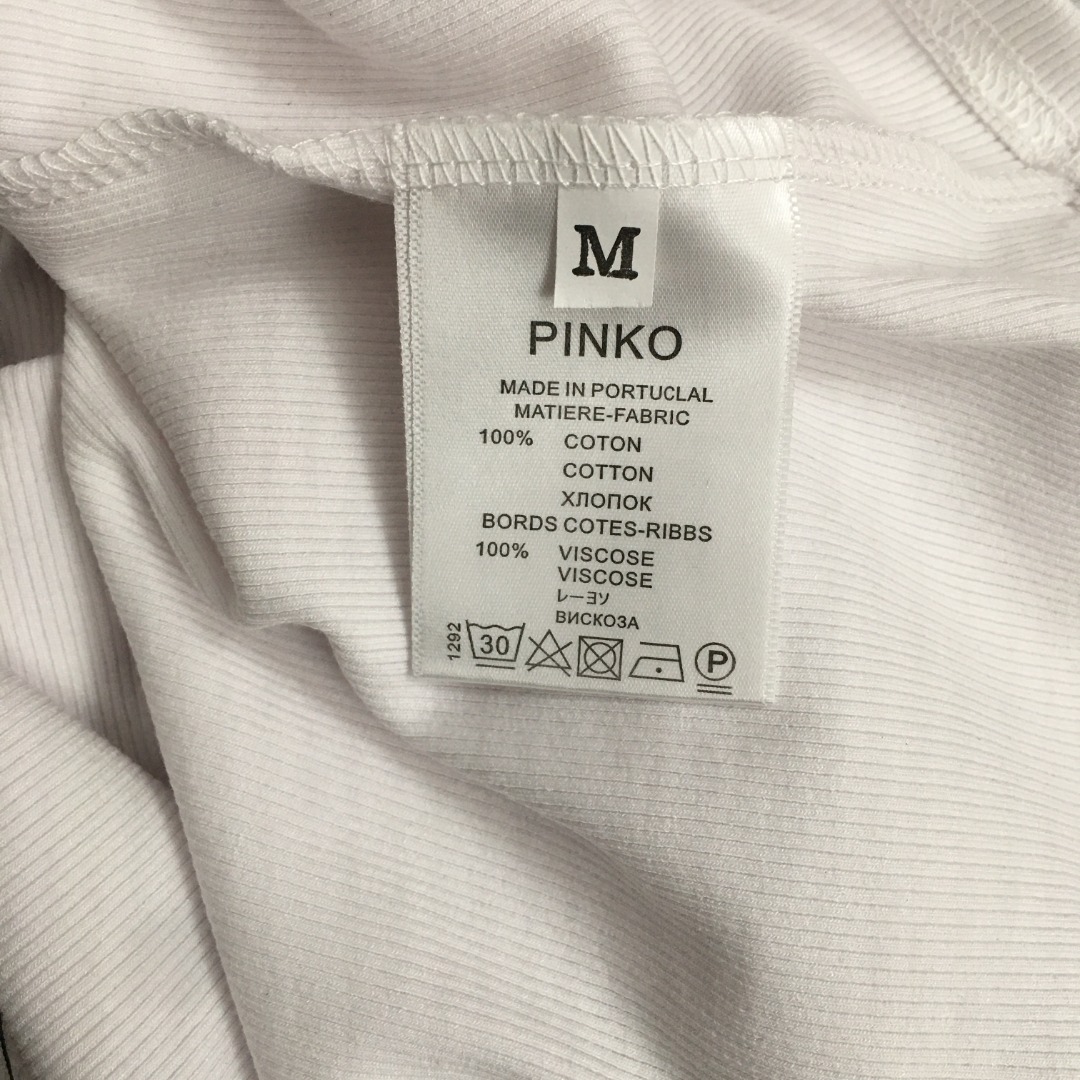 M
PINKO
MADE IN PORTUCLAL
MATIERE-FABRIC
100% COTON
COTTON
ХЛОПОК
BORDS COTES-RIBBS
100% VISCOSE
VISCOSE
レーヨソ
ВИСКОЗА
1292
30 P